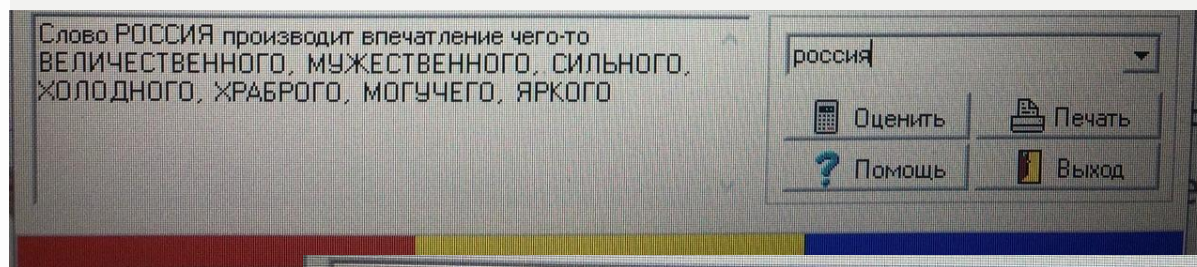 Слово РОССИЯ производит впечатление чего-то
ВЕЛИЧЕСТВЕННОГО, МУЖЕСТВЕННОГО, СИЛЬНОГО,
ХОЛОДНОГО, ХРАБРОГО, МОГУЧЕГО, ЯРКОГО
россия
Оценить
Печать
Помощь
Выход